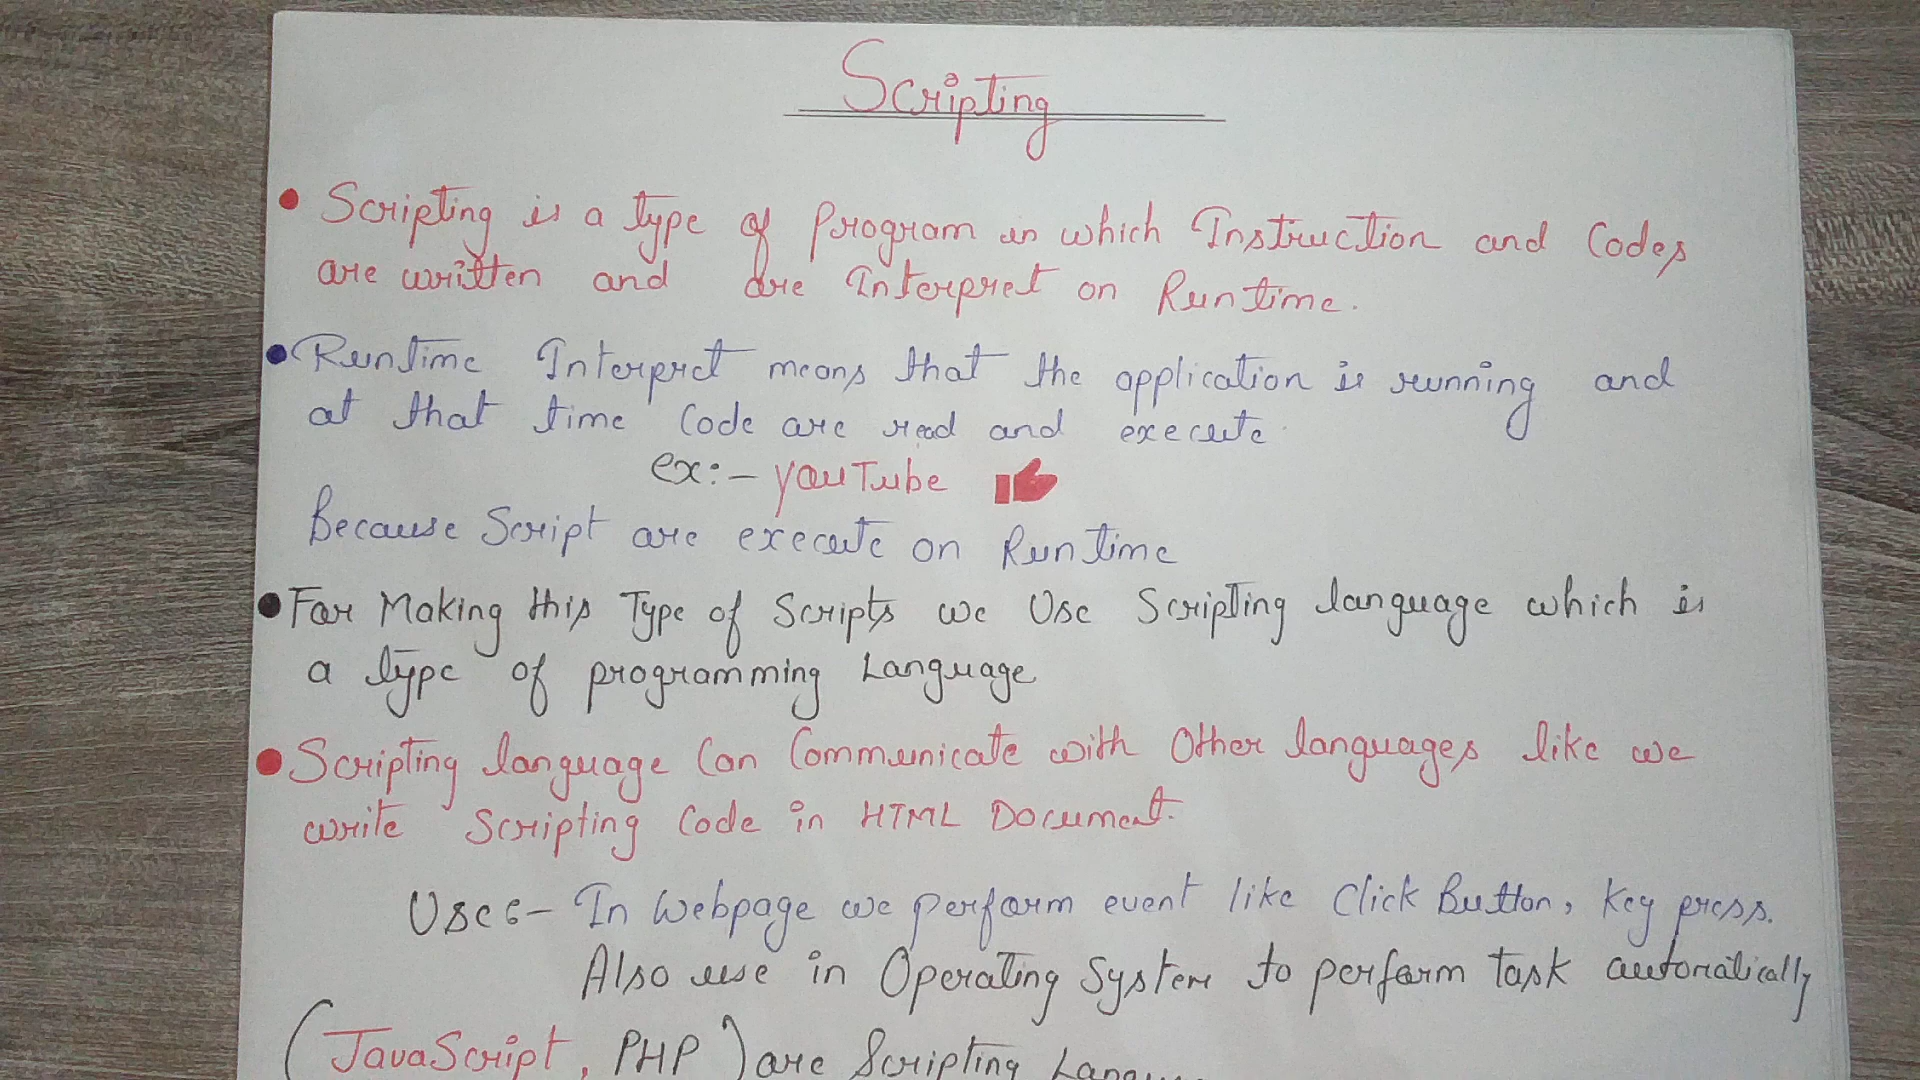 Scripting
• Scripting is a type of Program in which Instruction and Codes
are written and are Interpret on Runtime.
• Runtime Interpret means that the application is running and
at that time Code are read and execute
ex:- YouTube
Because Script are execute on Runtime
• For Making this Type of Scripts we Use Scripting language which is
a type of programming Language
• Scripting language Can Communicate with Other languages like we
write Scripting Code in HTML Document.
Use:- In Webpage we perform event like Click Button, Key press.
Also use in Operating System to perform task automatically
(JavaScript, PHP) are Scripting